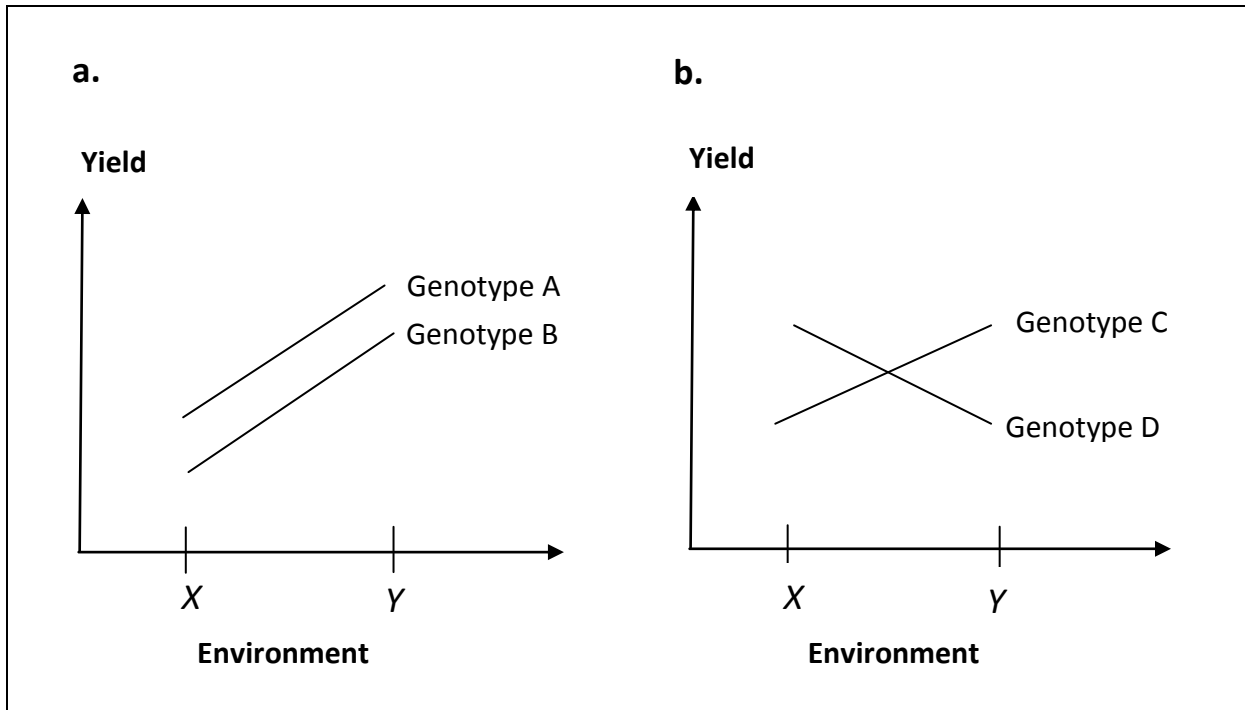 a.
Yield
Genotype A
Genotype B
X Y
Environment
b.
Yield
Genotype C
Genotype D
X Y
Environment